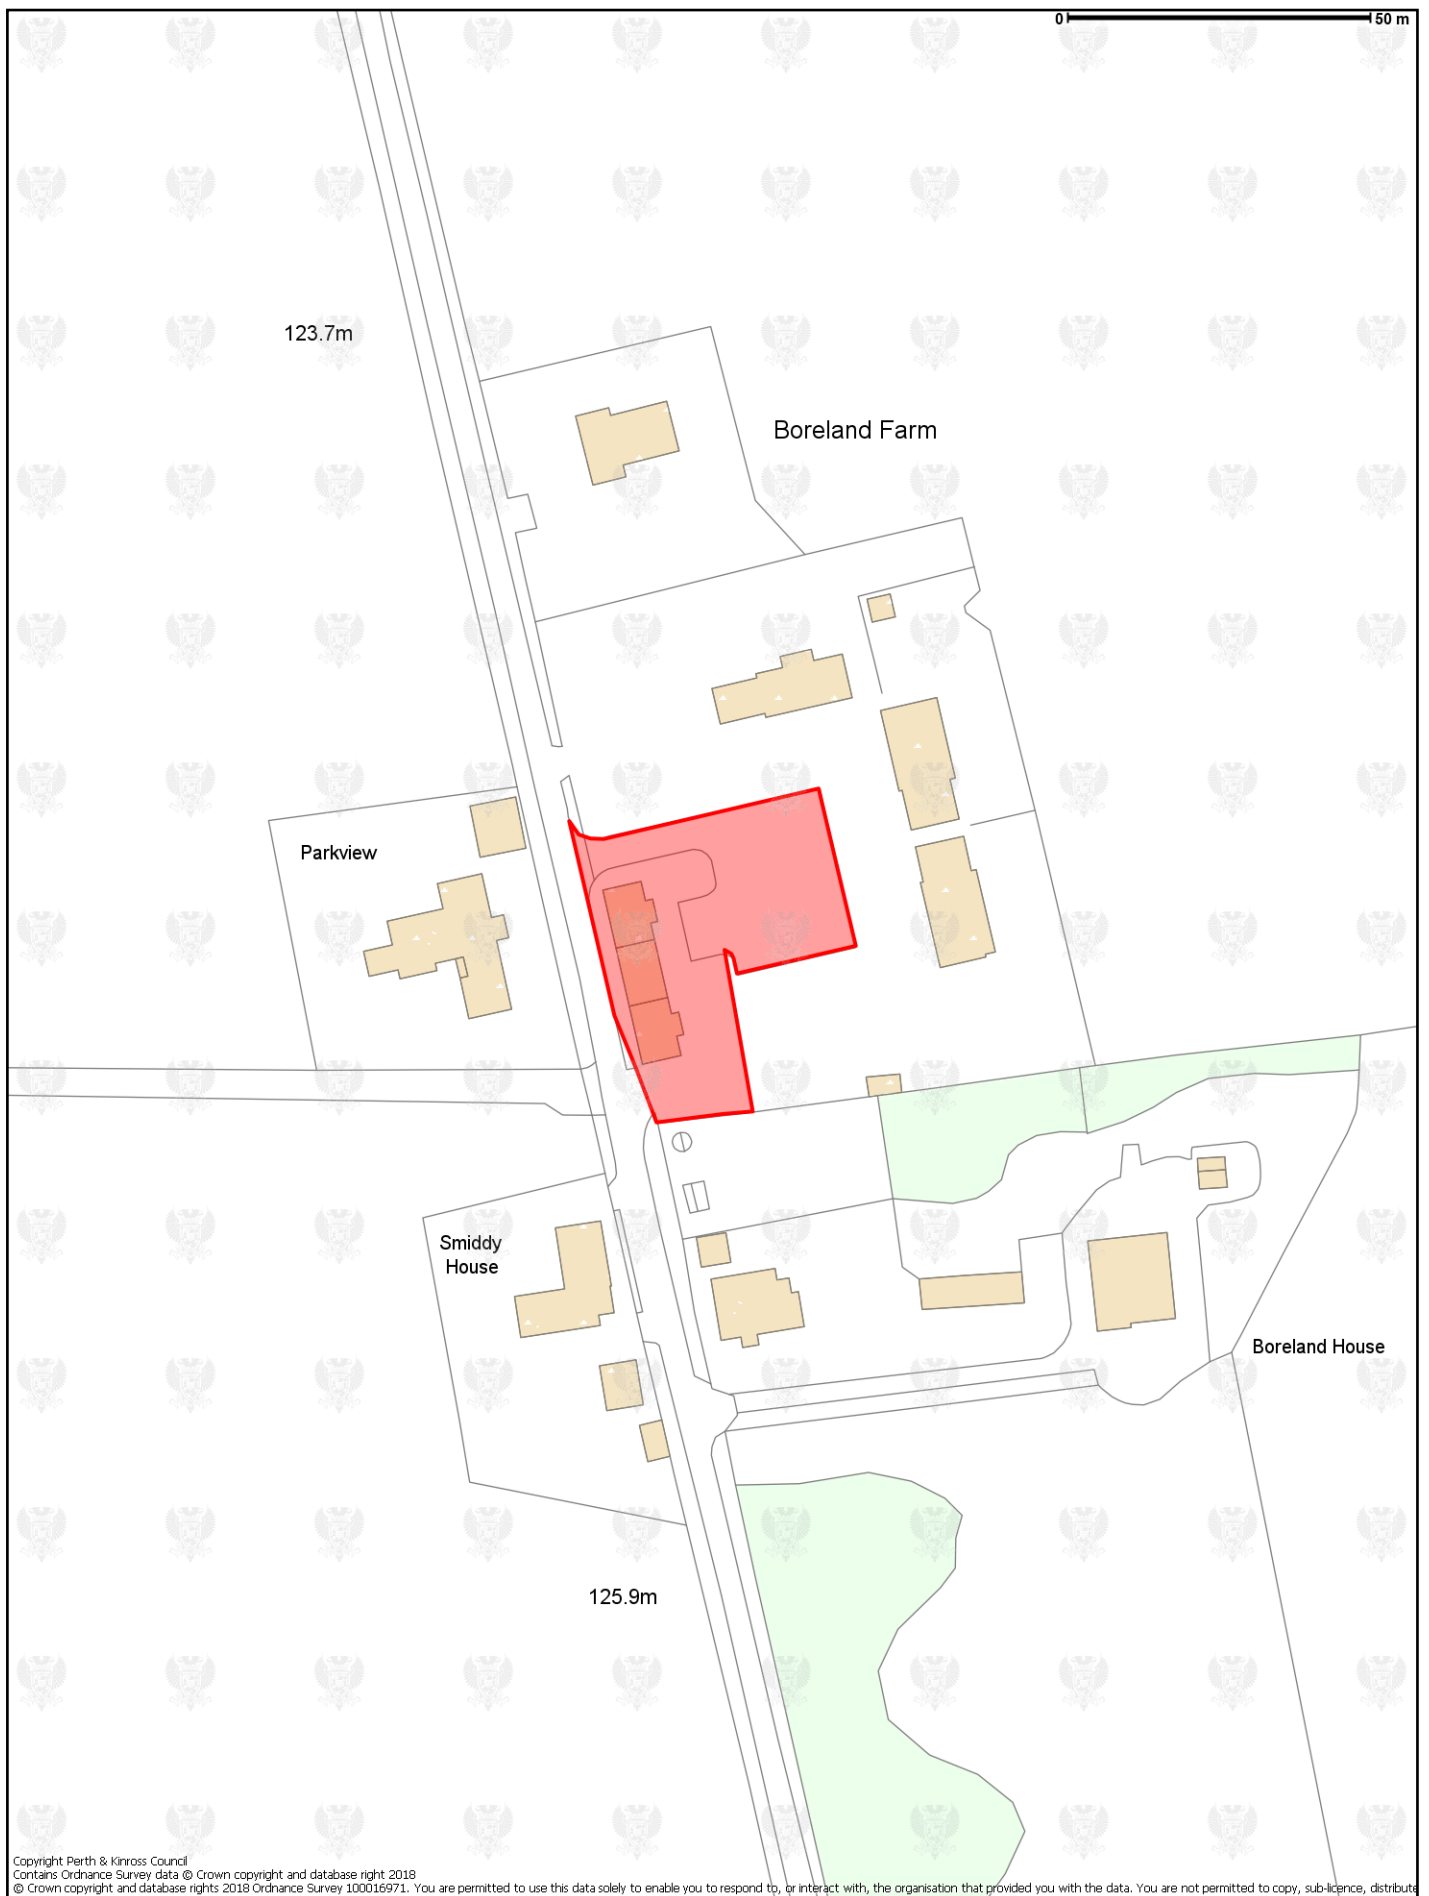 0 50 m
123.7m
Boreland Farm
Parkview
Smiddy
House
Boreland House
125.9m
Copyright Perth & Kinross Council
Contains Ordnance Survey data © Crown copyright and database right 2018
© Crown copyright and database rights 2018 Ordnance Survey 100016971. You are permitted to use this data solely to enable you to respond to, or interact with, the organisation that provided you with the data. You are not permitted to copy, sub-licence, distribute